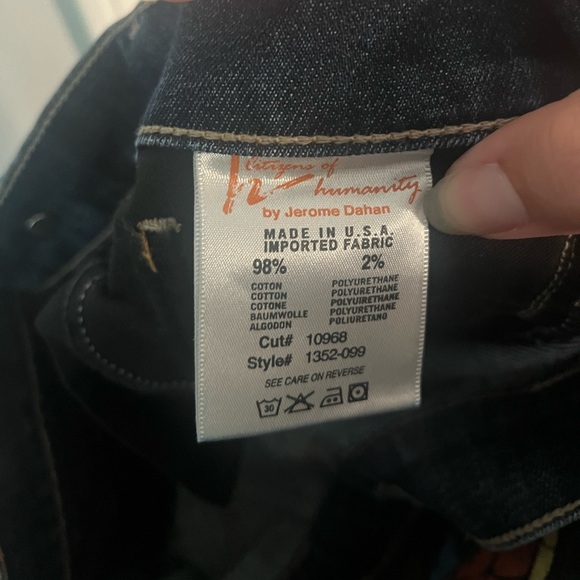 Citizens of
humanity
by Jerome Dahan
MADE IN U.S.A.
IMPORTED FABRIC
98% 2%
COTON POLYURETHANE
COTTON POLYURETHANE
COTONE POLYUIRETHANE
BAUMWOLLE POLYURETHANE
ALGODON POLIURETANO
Cut# 10968
Style# 1352-099
SEE CARE ON REVERSE
30